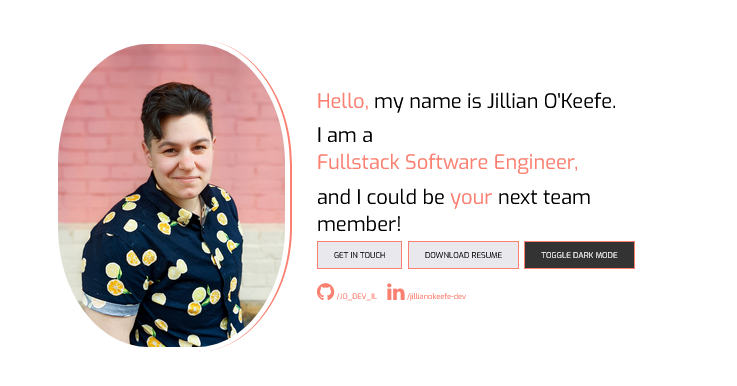 Hello, my name is Jillian O'Keefe.
I am a
Fullstack Software Engineer,
and I could be your next team
member!
GET IN TOUCH DOWNLOAD RESUME TOGGLE DARK MODE
/JO_DEV_IL in /jillianokeefe-dev